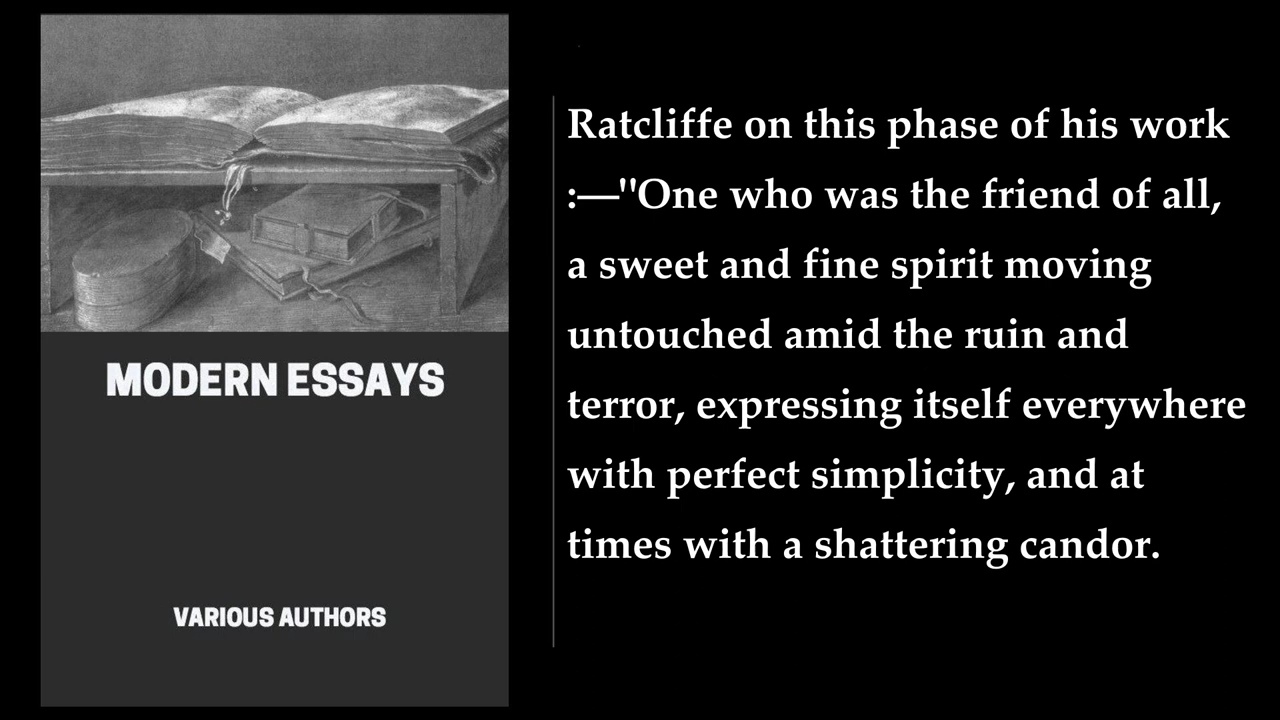 MODERN ESSAYS
VARIOUS AUTHORS
Ratcliffe on this phase of his work
:—"One who was the friend of all,
a sweet and fine spirit moving
untouched amid the ruin and
terror, expressing itself everywhere
with perfect simplicity, and at
times with a shattering candor.